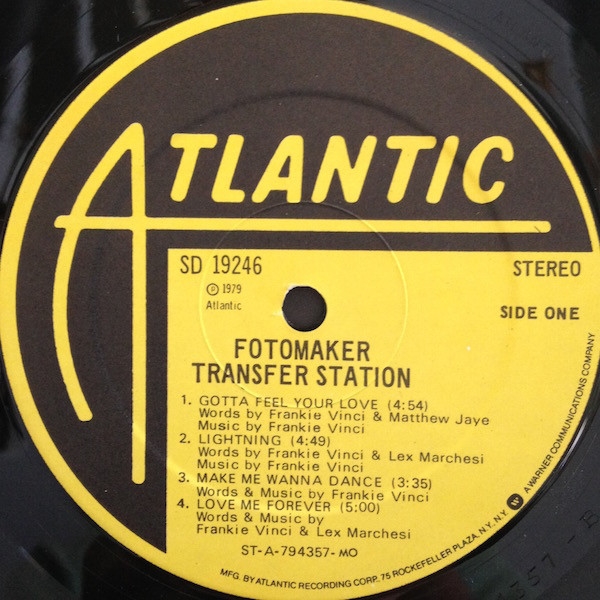 ATLANTIC
SD 19246
STEREO
℗ 1979
Atlantic
SIDE ONE
FOTOMAKER
TRANSFER STATION
1. GOTTA FEEL YOUR LOVE (4:54)
Words by Frankie Vinci & Matthew Jaye
Music by Frankie Vinci
2. LIGHTNING (4:49)
Words by Frankie Vinci & Lex Marchesi
Music by Frankie Vinci
3. MAKE ME WANNA DANCE (3:35)
Words & Music by Frankie Vinci
4. LOVE ME FOREVER (5:00)
Words & Music by
Frankie Vinci & Lex Marchesi
ST-A-794357-MO
MFG. BY ATLANTIC RECORDING CORP. 75 ROCKEFELLER PLAZA, N.Y. N.Y. W A WARNER COMMUNICATIONS COMPANY